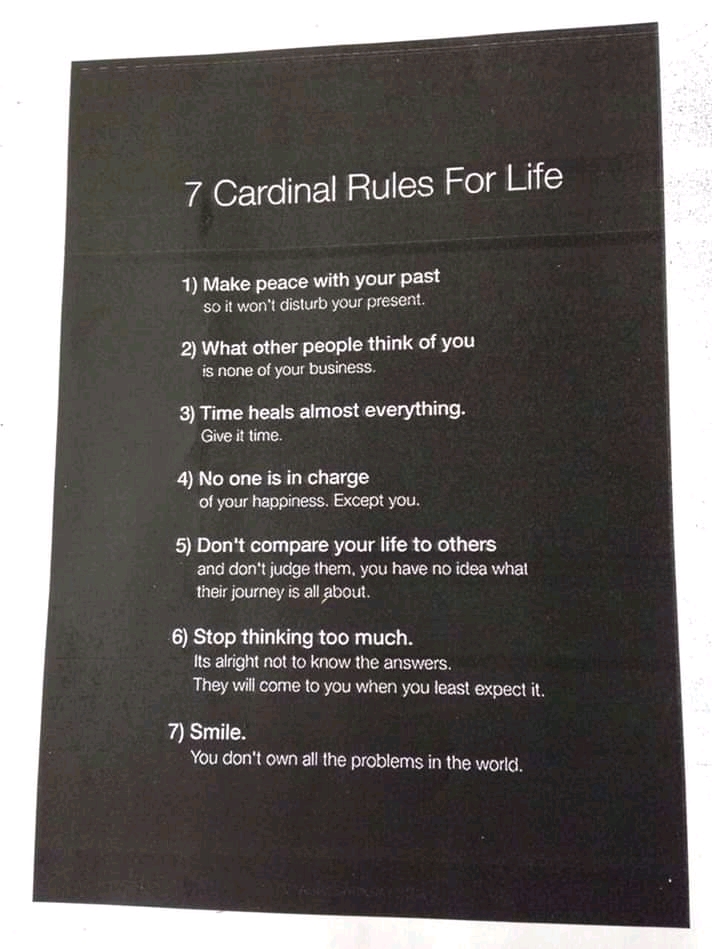 7 Cardinal Rules For Life
1) Make peace with your past
so it won't disturb your present.
2) What other people think of you
is none of your business.
3) Time heals almost everything.
Give it time.
4) No one is in charge
of your happiness. Except you.
5) Don't compare your life to others
and don't judge them, you have no idea what
their journey is all about.
6) Stop thinking too much.
Its alright not to know the answers.
They will come to you when you least expect it.
7) Smile.
You don't own all the problems in the world.